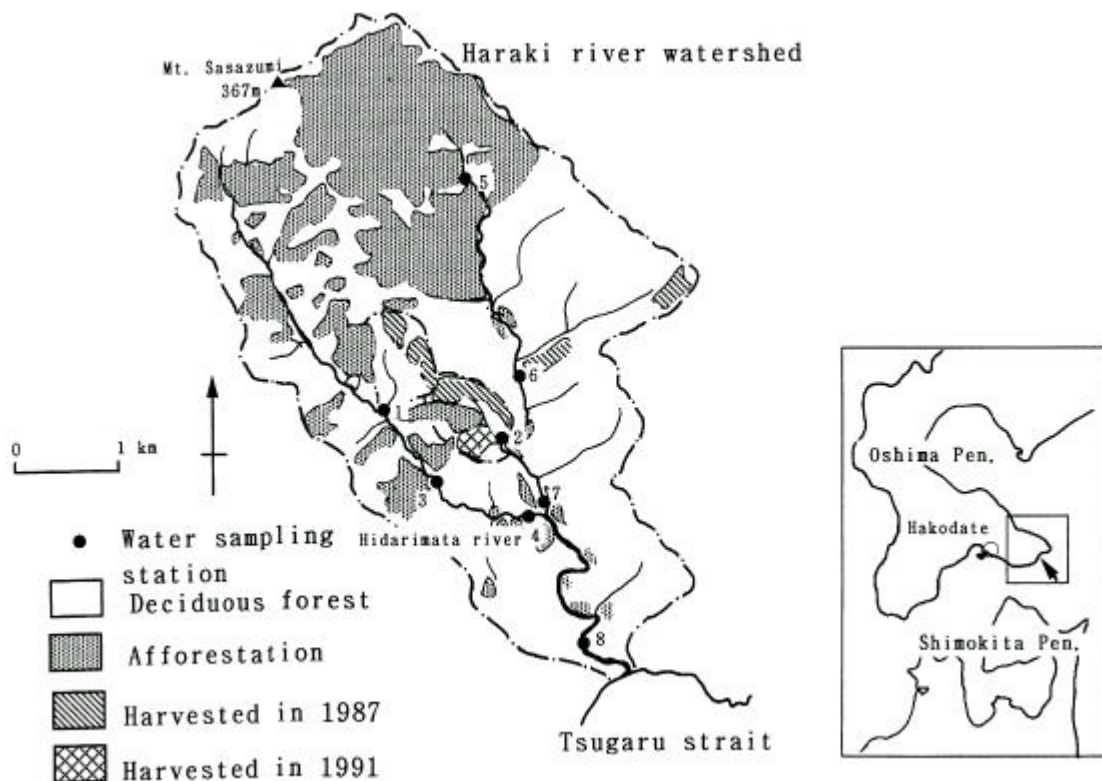 Haraki river watershed
Mt. Sasazumi
367m
5
6
1
2
3
7
4
8
Hidarimata river
0 1 km
Water sampling
station
Deciduous forest
Afforestation
Harvested in 1987
Harvested in 1991
Tsugaru strait
Oshima Pen.
Hakodate
Shimokita Pen.